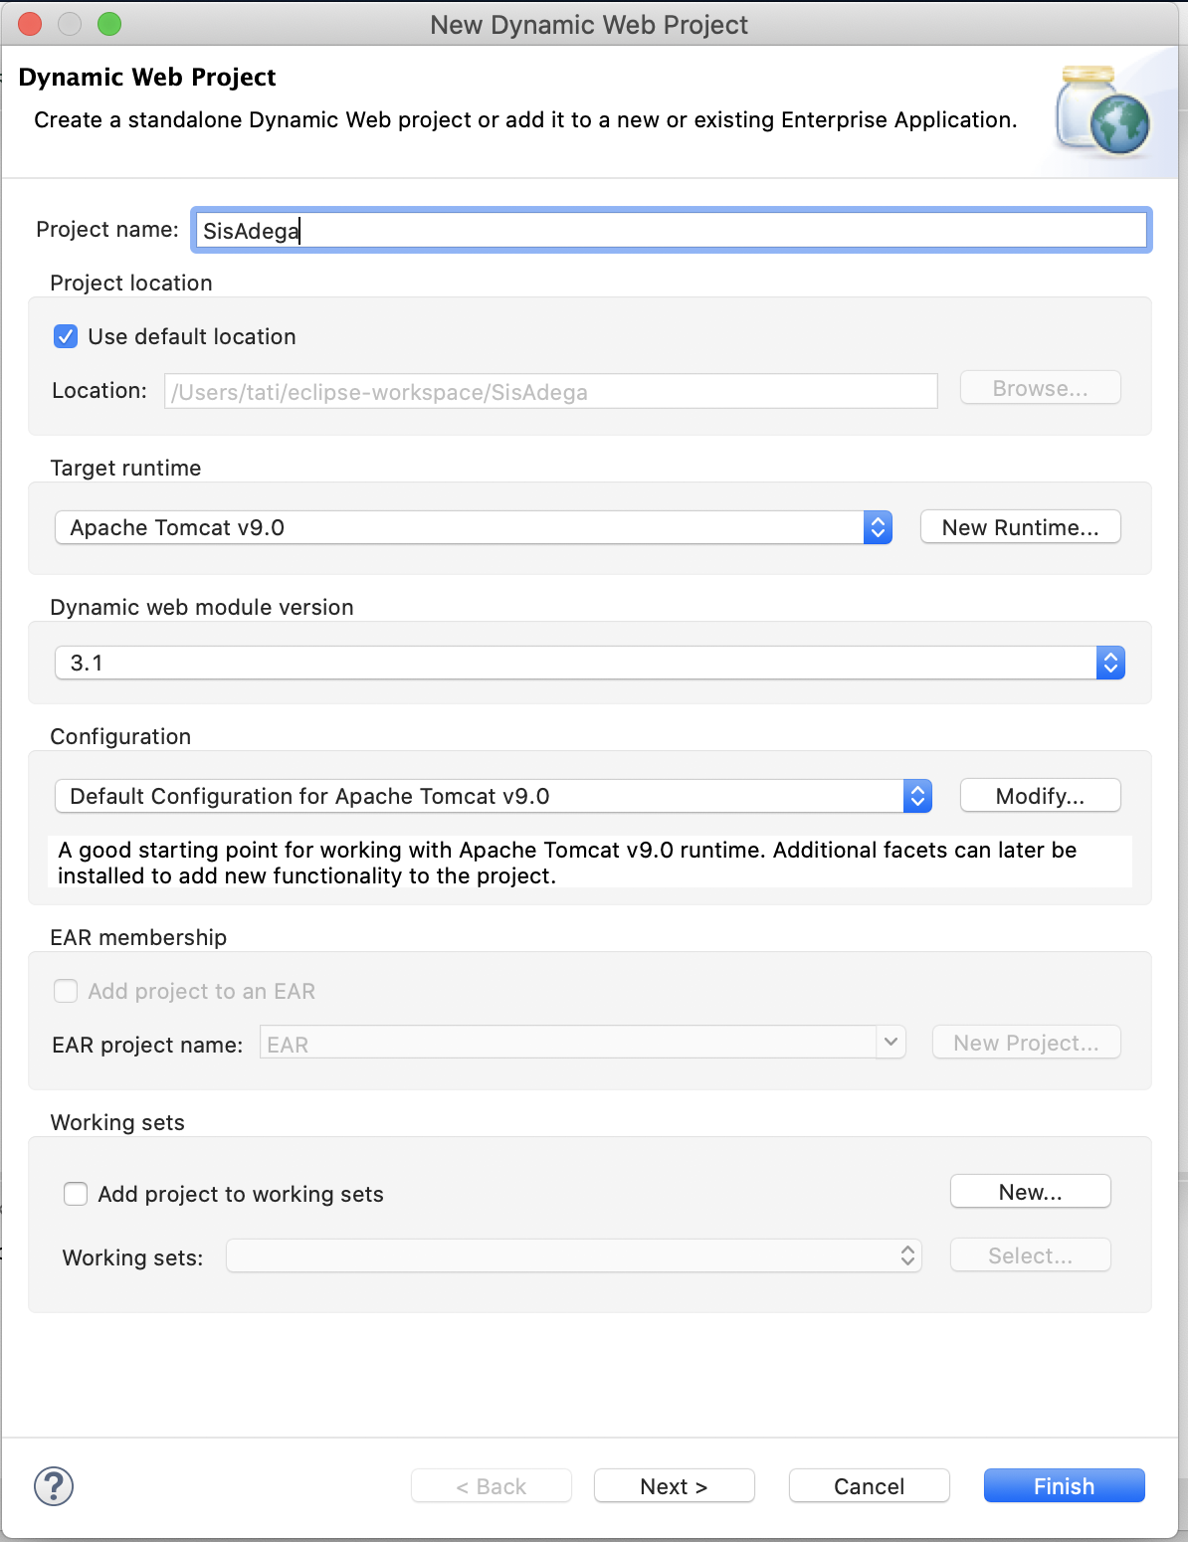 New Dynamic Web Project
Dynamic Web Project
Create a standalone Dynamic Web project or add it to a new or existing Enterprise Application.
Project name: SisAdega
Project location
Use default location
Location: /Users/tati/eclipse-workspace/SisAdega Browse...
Target runtime
Apache Tomcat v9.0 New Runtime...
Dynamic web module version
3.1
Configuration
Default Configuration for Apache Tomcat v9.0 Modify...
A good starting point for working with Apache Tomcat v9.0 runtime. Additional facets can later be
installed to add new functionality to the project.
EAR membership
Add project to an EAR
EAR project name: EAR New Project...
Working sets
Add project to working sets New...
Working sets: Select...
? < Back Next > Cancel Finish